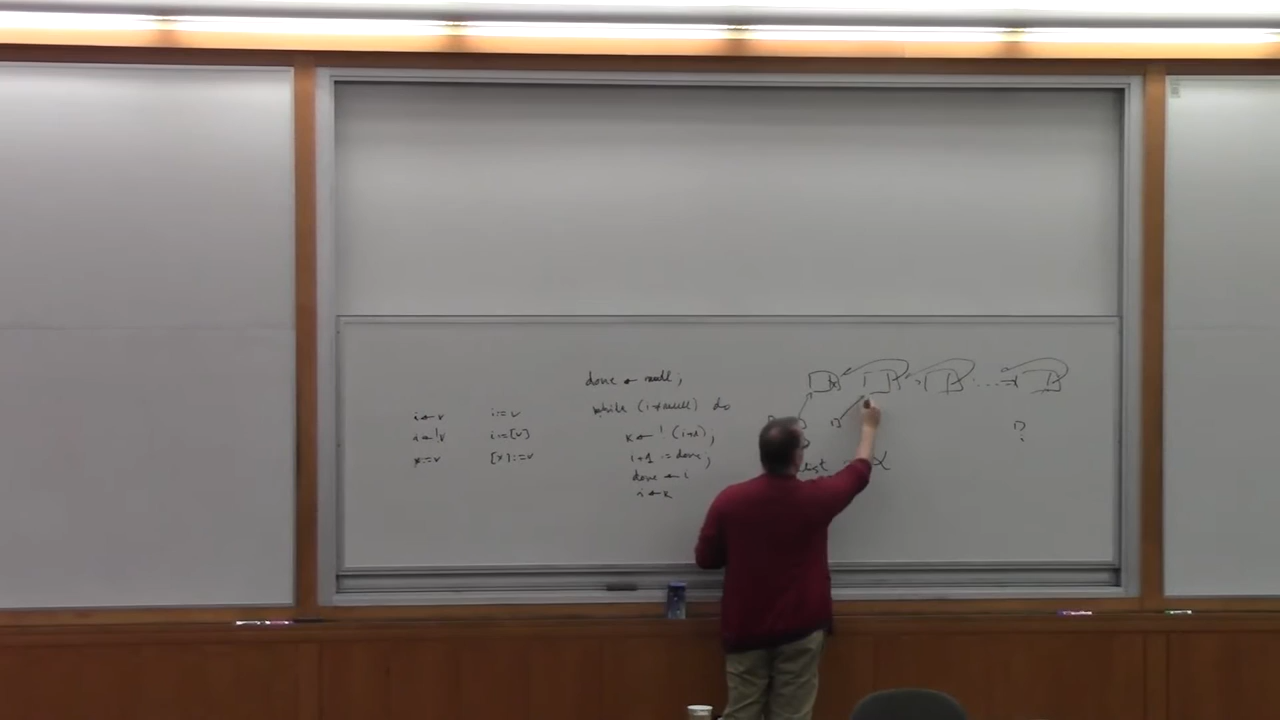 i ← v i := v
i ← !v i := [v]
x := v [x] := v
done ← null;
while (i ≠ null) do
k ← ! (i+1);
i+1 := done;
done ← i
i ← k
...
?